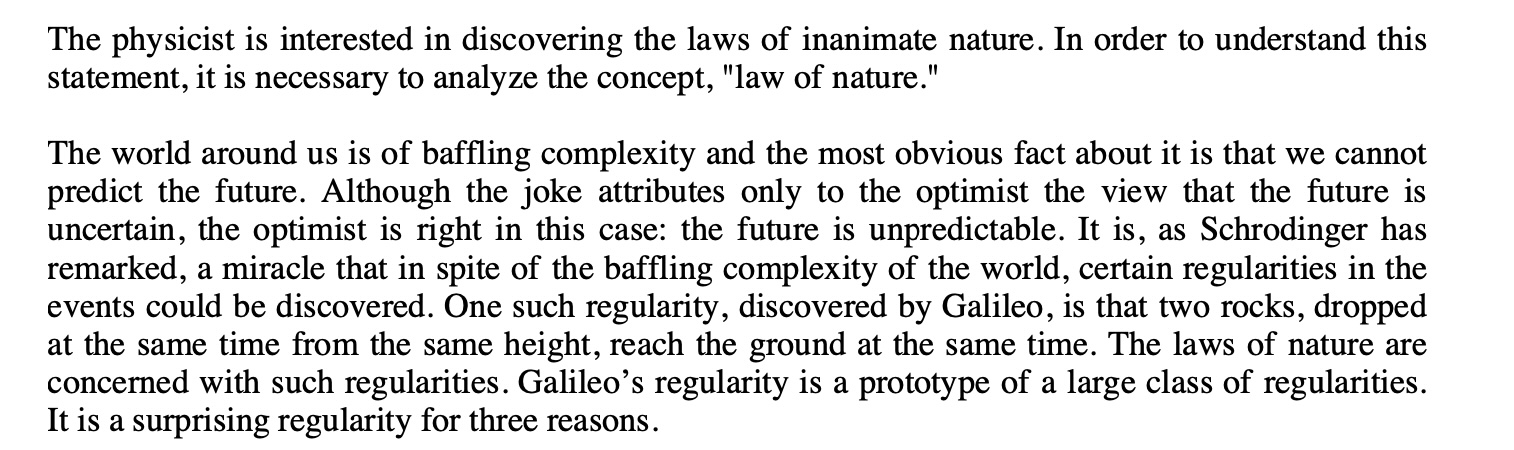 The physicist is interested in discovering the laws of inanimate nature. In order to understand this
statement, it is necessary to analyze the concept, "law of nature."
The world around us is of baffling complexity and the most obvious fact about it is that we cannot
predict the future. Although the joke attributes only to the optimist the view that the future is
uncertain, the optimist is right in this case: the future is unpredictable. It is, as Schrodinger has
remarked, a miracle that in spite of the baffling complexity of the world, certain regularities in the
events could be discovered. One such regularity, discovered by Galileo, is that two rocks, dropped
at the same time from the same height, reach the ground at the same time. The laws of nature are
concerned with such regularities. Galileo’s regularity is a prototype of a large class of regularities.
It is a surprising regularity for three reasons.